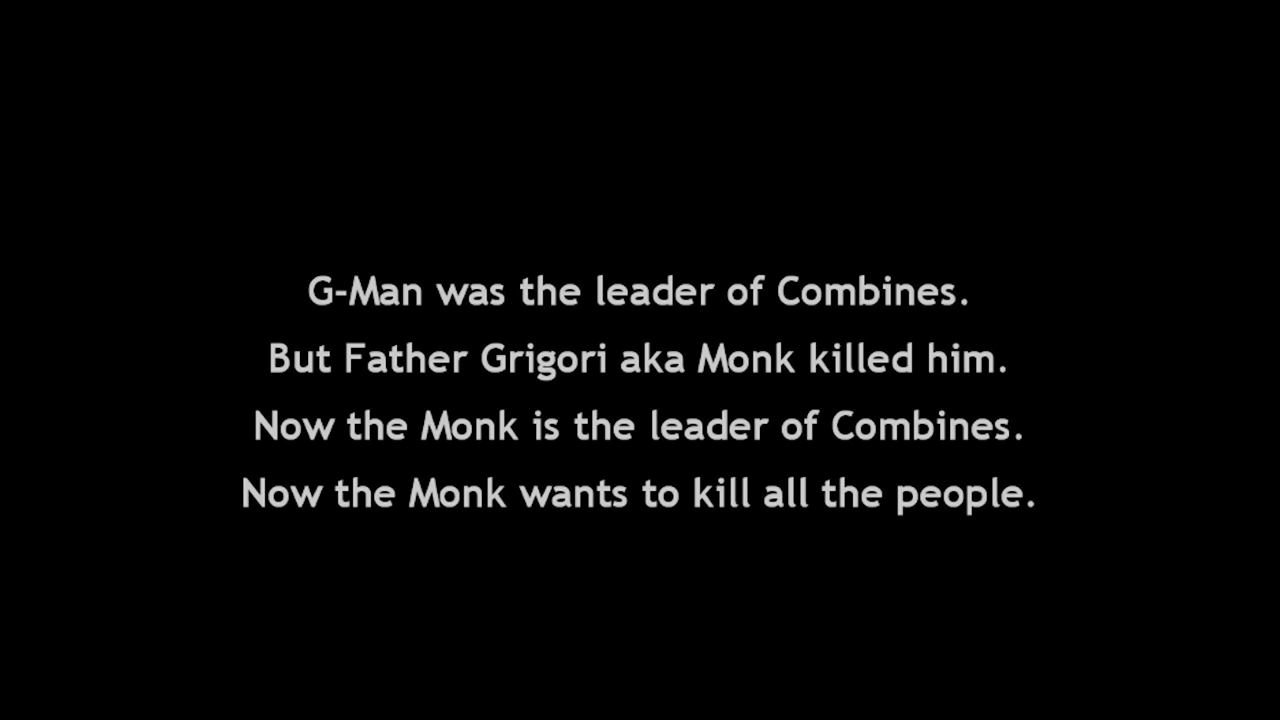 G-Man was the leader of Combines.
But Father Grigori aka Monk killed him.
Now the Monk is the leader of Combines.
Now the Monk wants to kill all the people.